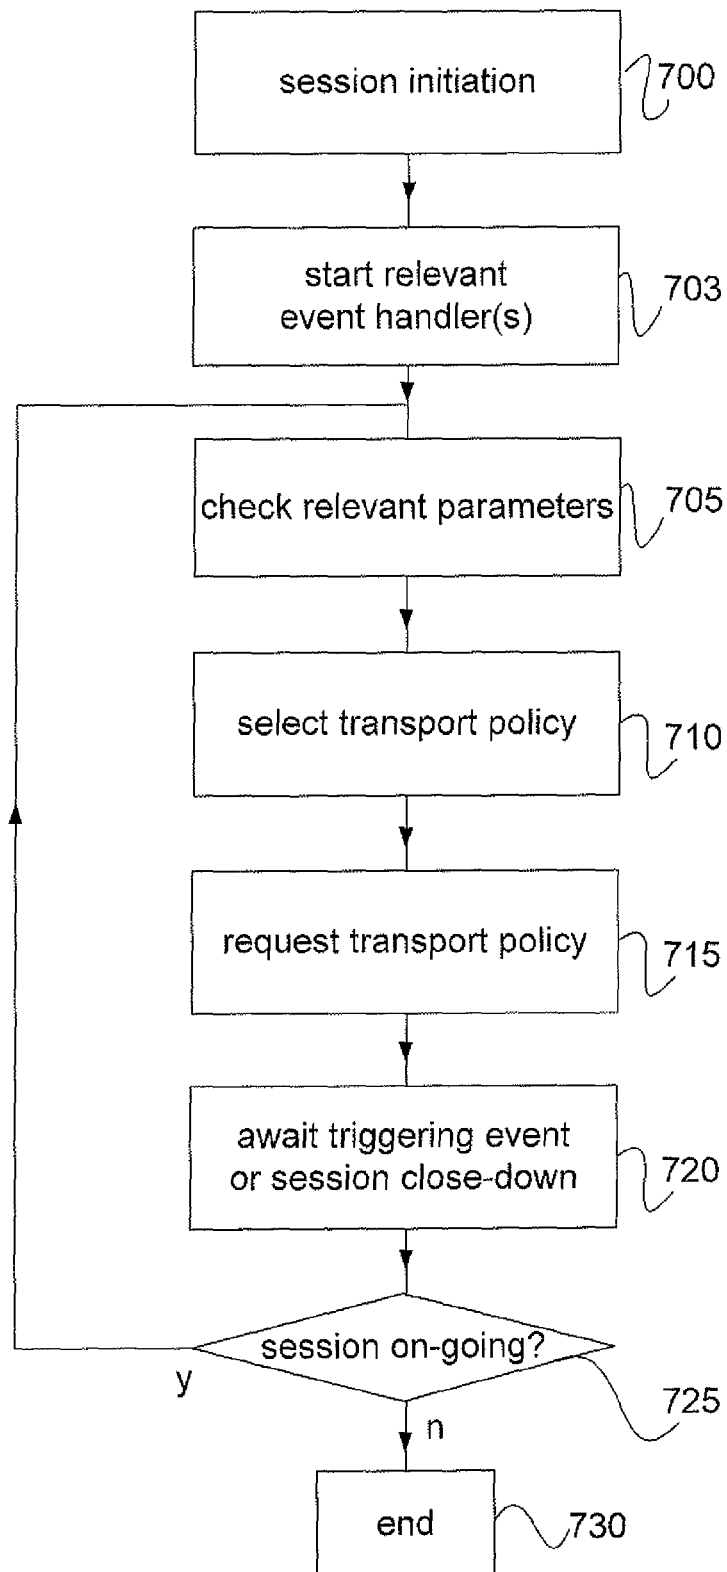 session initiation
700
start relevant
event handler(s)
703
check relevant parameters
705
select transport policy
710
request transport policy
715
await triggering event
or session close-down
720
session on-going?
y
725
n
end
730